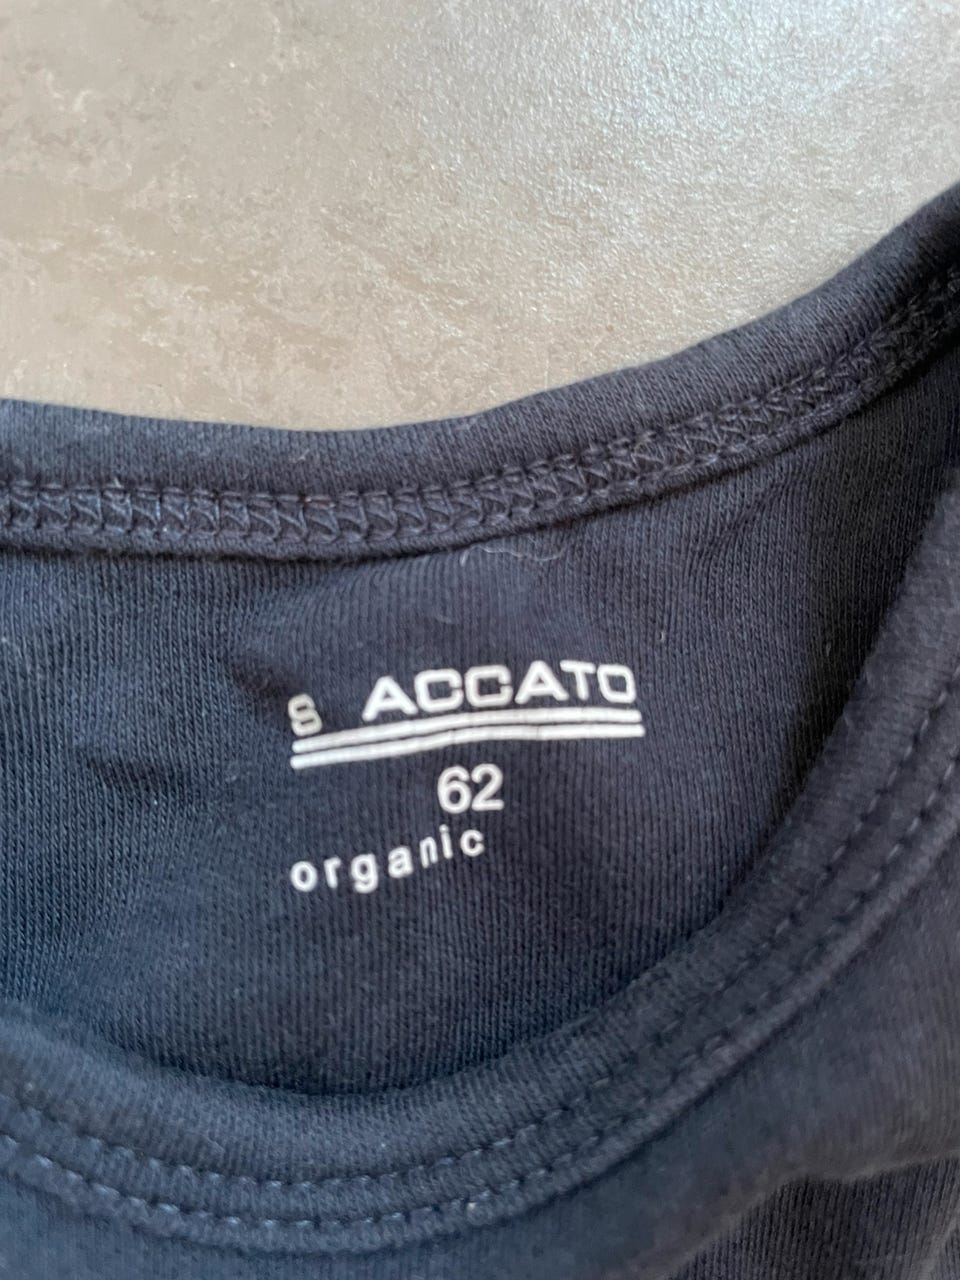 S ACCATO
62
organic